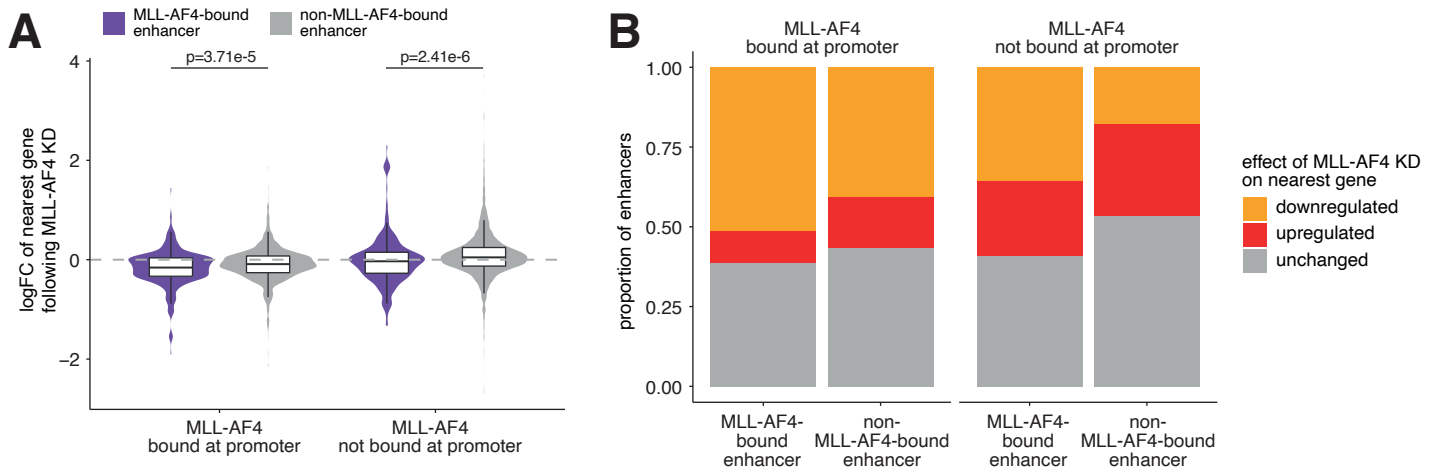 A
MLL-AF4-bound
enhancer
non-MLL-AF4-bound
enhancer
p=3.71e-5
p=2.41e-6
4
2
0
−2
logFC of nearest gene
following MLL-AF4 KD
MLL-AF4
bound at promoter
MLL-AF4
not bound at promoter
B
MLL-AF4
bound at promoter
MLL-AF4
not bound at promoter
1.00
0.75
0.50
0.25
0.00
proportion of enhancers
MLL-AF4-
bound
enhancer
non-
MLL-AF4-bound
enhancer
MLL-AF4-
bound
enhancer
non-
MLL-AF4-bound
enhancer
effect of MLL-AF4 KD
on nearest gene
downregulated
upregulated
unchanged